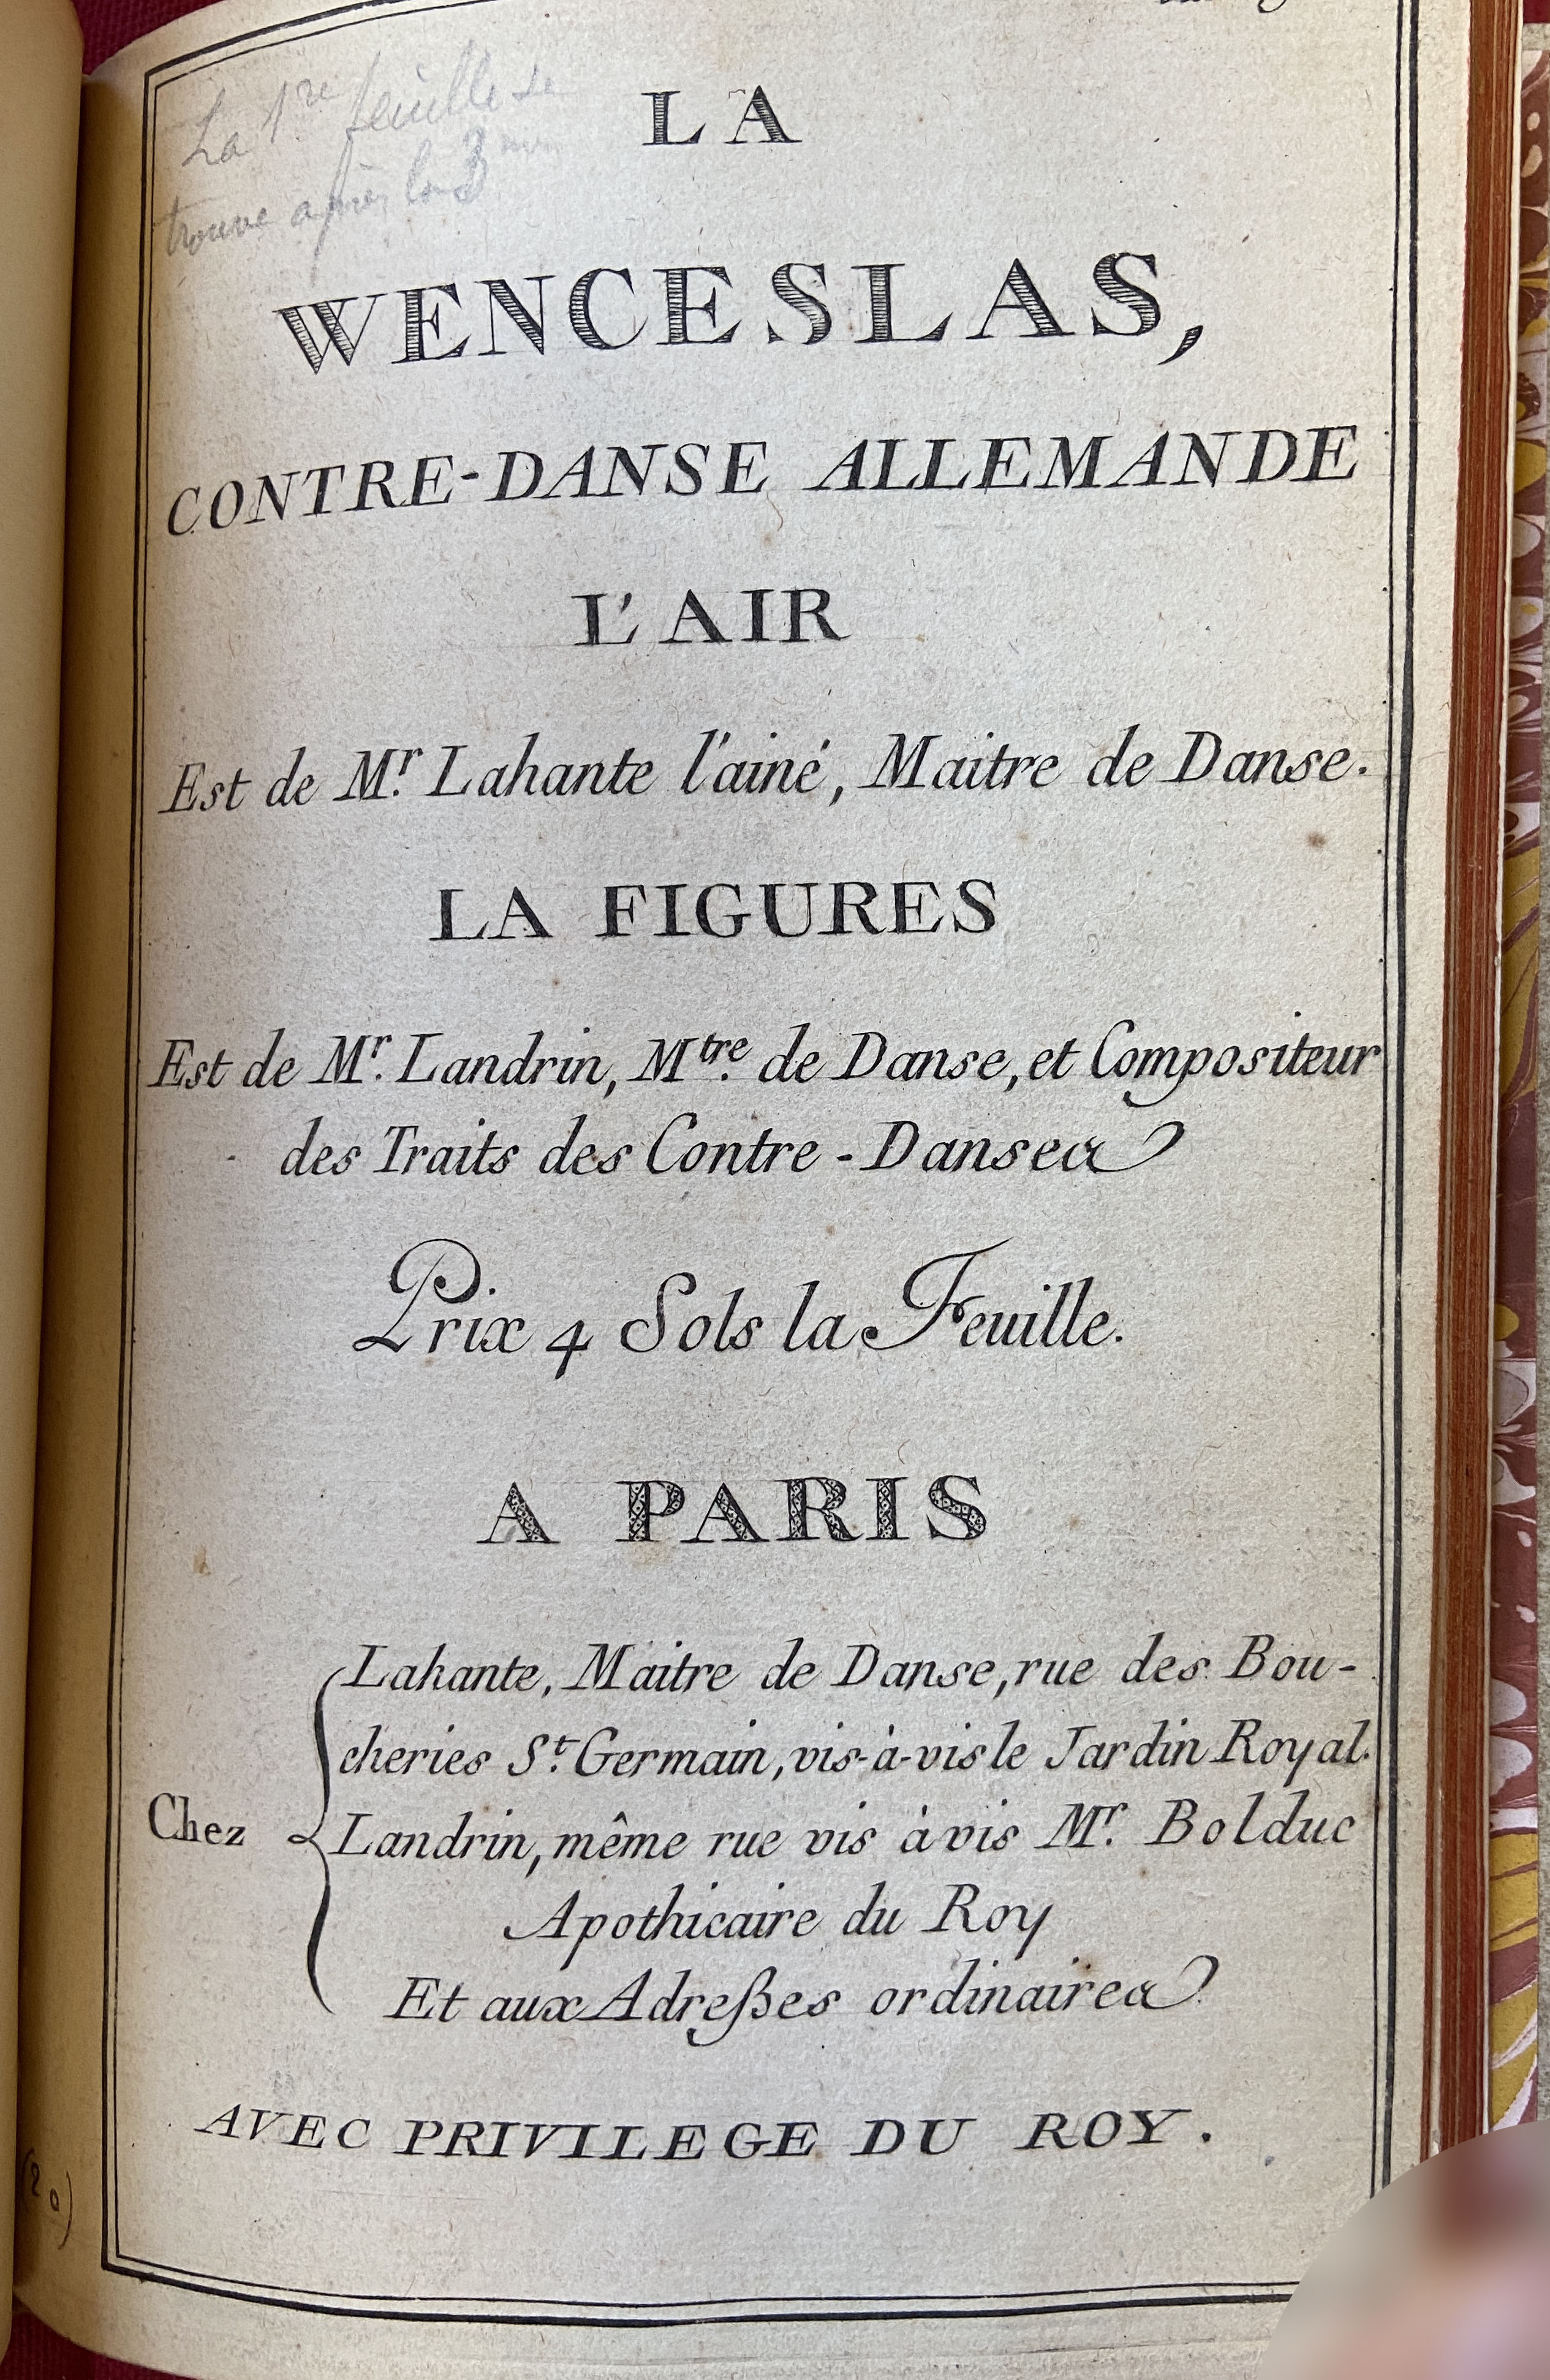 La 1re feuille se
trouve après la 3
LA
WENCESLAS,
CONTRE-DANSE ALLEMANDE
L'AIR
Est de Mr. Lahante l'ainé, Maitre de Danse.
LA FIGURES
Est de Mr. Landrin, Mtre. de Danse, et Compositeur
des Traits des Contre-Danses
Prix 4 Sols la Feuille.
A PARIS
Lahante, Maitre de Danse, rue des Bou-
cheries St. Germain, vis-à-vis le Jardin Royal.
Chez
Landrin, même rue vis à vis Mr. Bolduc
Apothicaire du Roy
Et aux Adreßes ordinaires
AVEC PRIVILEGE DU ROY.